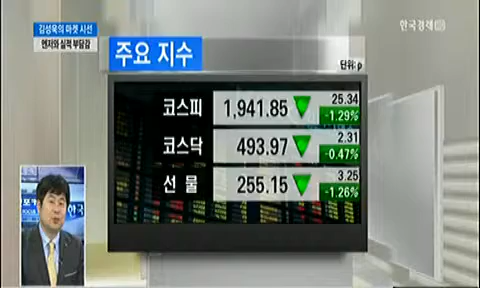 김성욱의 마켓 시선
엔저와 실적 부담감
한국경제
주요 지수
단위: p
코스피 1,941.85 ▼ 25.34
-1.29%
코스닥 493.97 ▼ 2.31
-0.47%
선물 255.15 ▼ 3.25
-1.26%